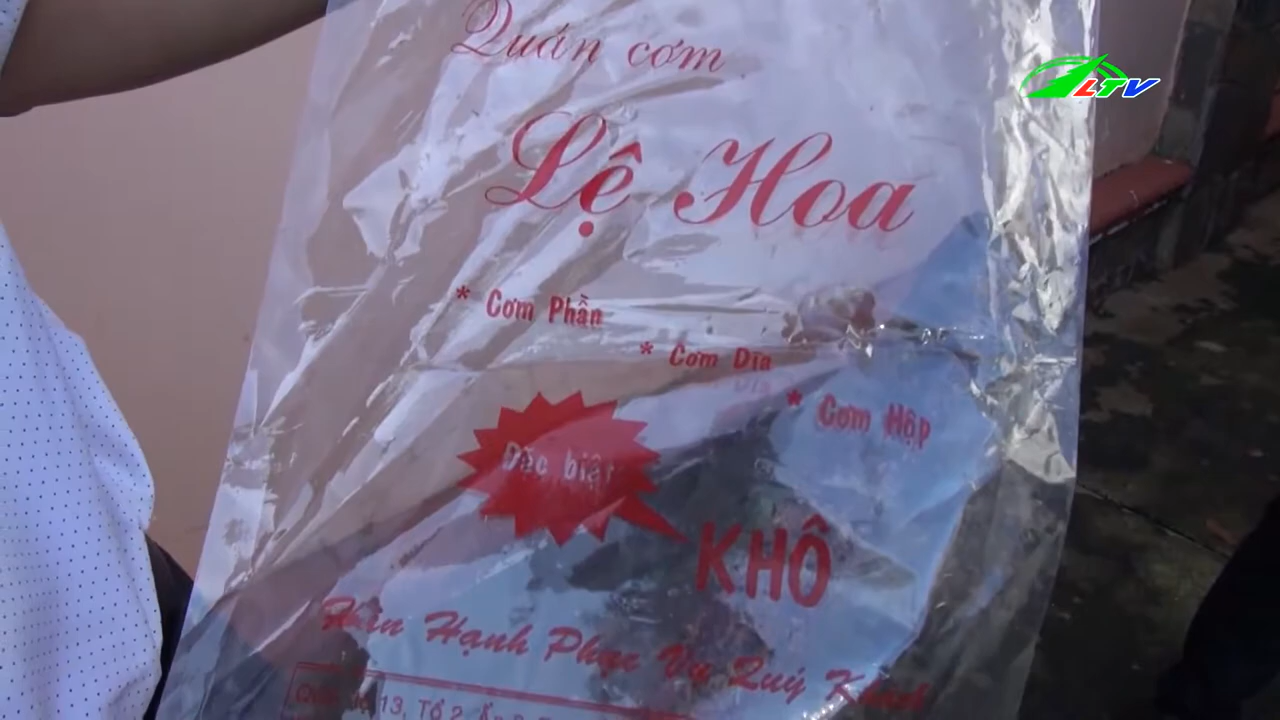 Quán cơm
LTV
Lệ Hoa
* Cơm Phần
* Cơm Dĩa
* Cơm Hộp
Đặc biệt
KHÔ
Hân Hạnh Phục Vụ Quý Khách
13, Tổ 2, Ấp